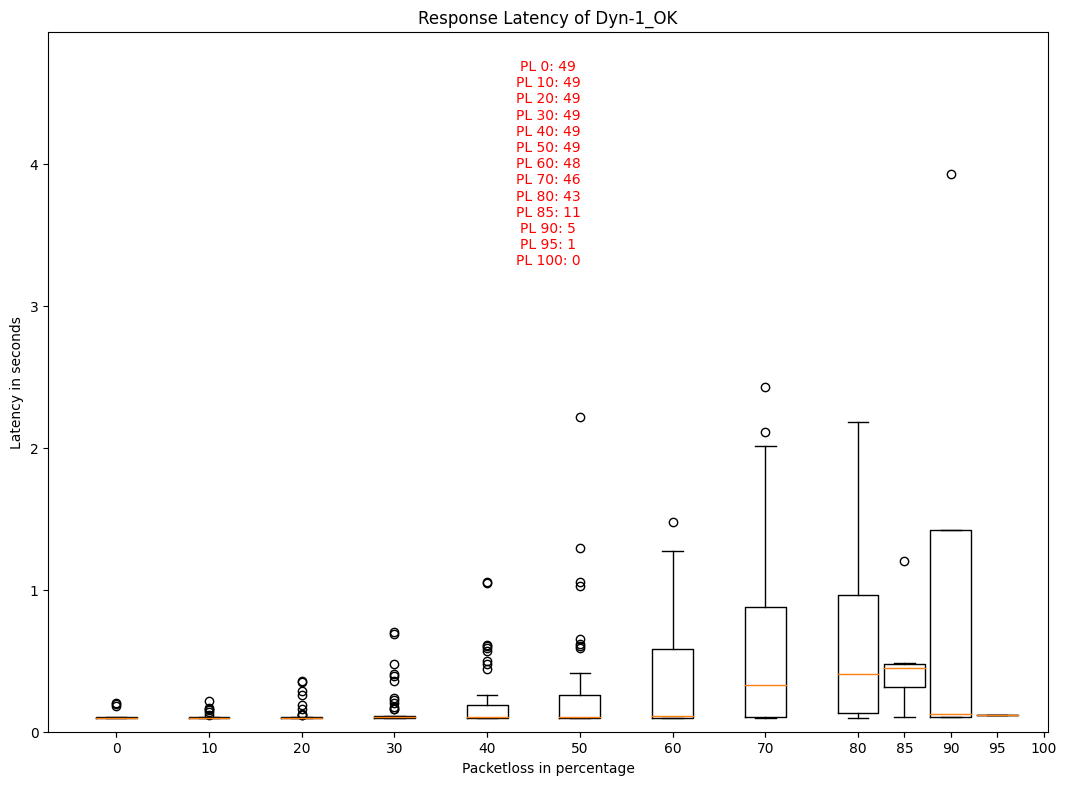 Response Latency of Dyn-1_OK
PL 0: 49
PL 10: 49
PL 20: 49
PL 30: 49
PL 40: 49
PL 50: 49
PL 60: 48
PL 70: 46
PL 80: 43
PL 85: 11
PL 90: 5
PL 95: 1
PL 100: 0
Latency in seconds
4
3
2
1
0
0 10 20 30 40 50 60 70 80 85 90 95 100
Packetloss in percentage